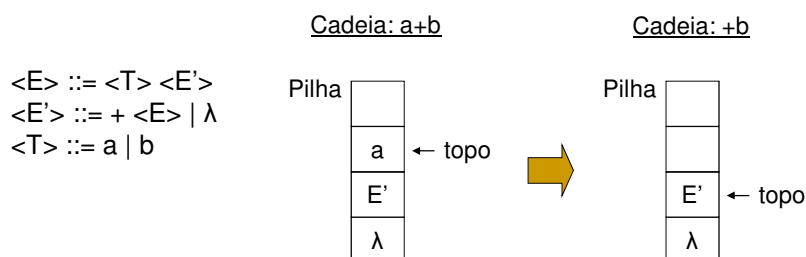 Cadeia: a+b
Cadeia: +b
<E> ::= <T> <E’>
<E’> ::= + <E> | λ
<T> ::= a | b
Pilha
a
← topo
E’
λ
Pilha
E’
← topo
λ